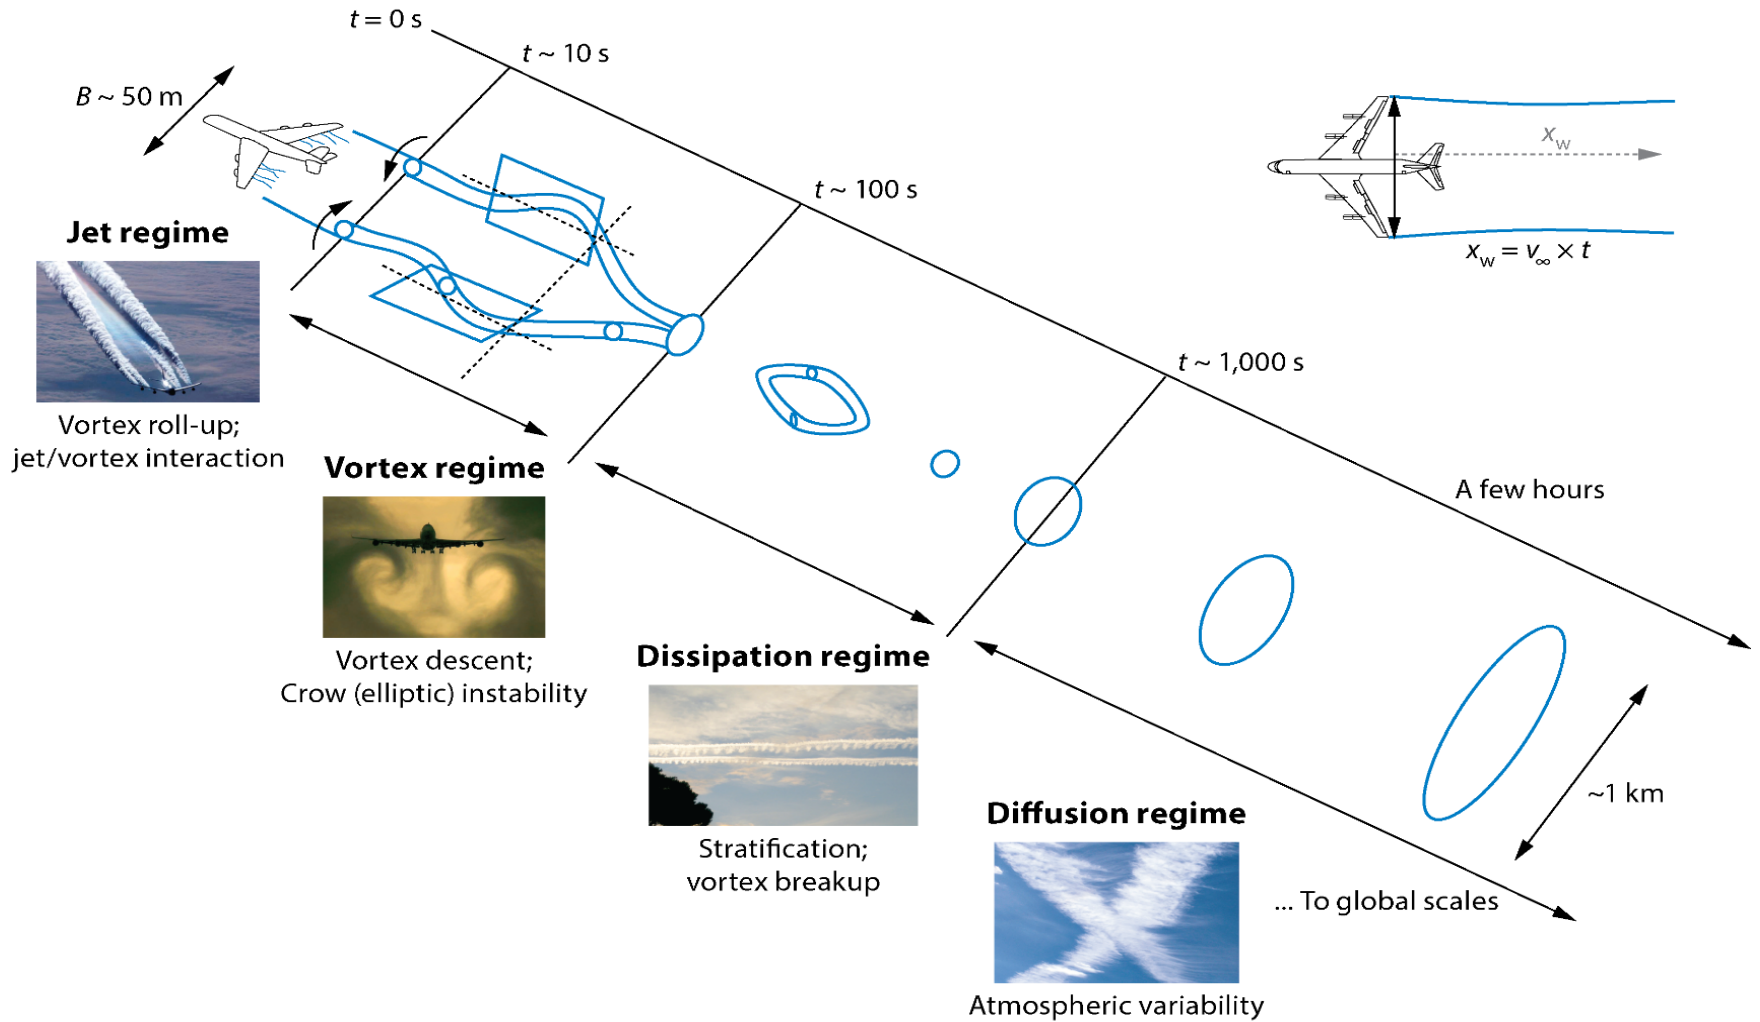 t = 0 s
t ~ 10 s
B ~ 50 m
t ~ 100 s
x_w
x_w = v_∞ × t
Jet regime
Vortex roll-up;
jet/vortex interaction
t ~ 1,000 s
Vortex regime
Vortex descent;
Crow (elliptic) instability
A few hours
Dissipation regime
Stratification;
vortex breakup
~1 km
Diffusion regime
... To global scales
Atmospheric variability